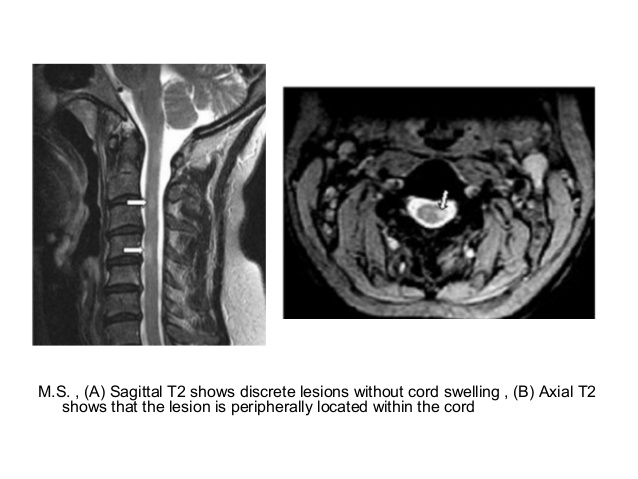 M.S. , (A) Sagittal T2 shows discrete lesions without cord swelling , (B) Axial T2
shows that the lesion is peripherally located within the cord